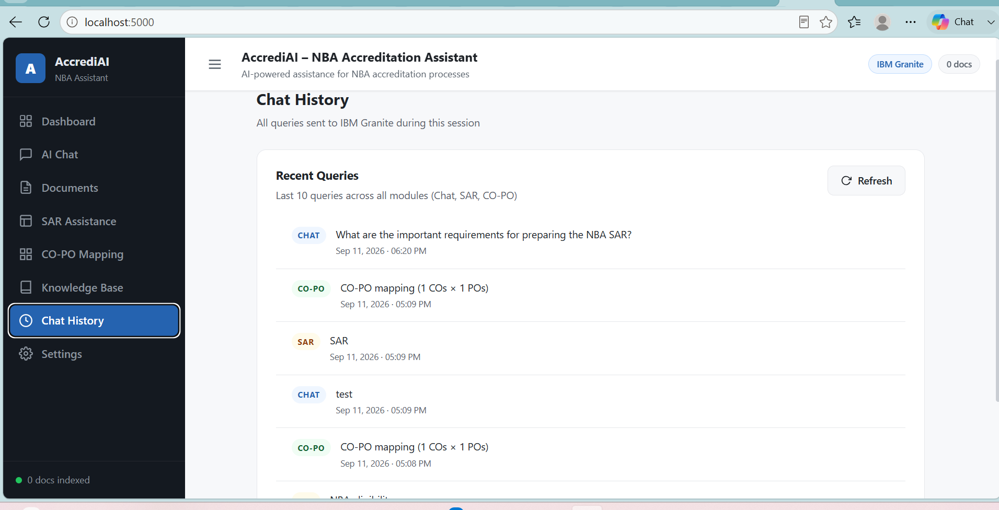 localhost:5000
Chat
A
AccrediAI
NBA Assistant
Dashboard
AI Chat
Documents
SAR Assistance
CO-PO Mapping
Knowledge Base
Chat History
Settings
0 docs indexed
AccrediAI – NBA Accreditation Assistant
AI-powered assistance for NBA accreditation processes
IBM Granite
0 docs
Chat History
All queries sent to IBM Granite during this session
Recent Queries
Last 10 queries across all modules (Chat, SAR, CO-PO)
Refresh
CHAT What are the important requirements for preparing the NBA SAR?
Sep 11, 2026 · 06:20 PM
CO-PO CO-PO mapping (1 COs × 1 POs)
Sep 11, 2026 · 05:09 PM
SAR SAR
Sep 11, 2026 · 05:09 PM
CHAT test
Sep 11, 2026 · 05:09 PM
CO-PO CO-PO mapping (1 COs × 1 POs)
Sep 11, 2026 · 05:08 PM
NBA